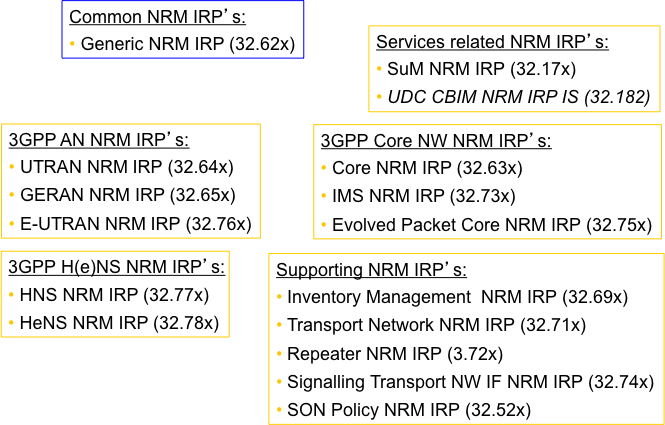 Common NRM IRP’s:
• Generic NRM IRP (32.62x)
Services related NRM IRP’s:
• SuM NRM IRP (32.17x)
• UDC CBIM NRM IRP IS (32.182)
3GPP AN NRM IRP’s:
• UTRAN NRM IRP (32.64x)
• GERAN NRM IRP (32.65x)
• E-UTRAN NRM IRP (32.76x)
3GPP Core NW NRM IRP’s:
• Core NRM IRP (32.63x)
• IMS NRM IRP (32.73x)
• Evolved Packet Core NRM IRP (32.75x)
3GPP H(e)NS NRM IRP’s:
• HNS NRM IRP (32.77x)
• HeNS NRM IRP (32.78x)
Supporting NRM IRP’s:
• Inventory Management NRM IRP (32.69x)
• Transport Network NRM IRP (32.71x)
• Repeater NRM IRP (3.72x)
• Signalling Transport NW IF NRM IRP (32.74x)
• SON Policy NRM IRP (32.52x)